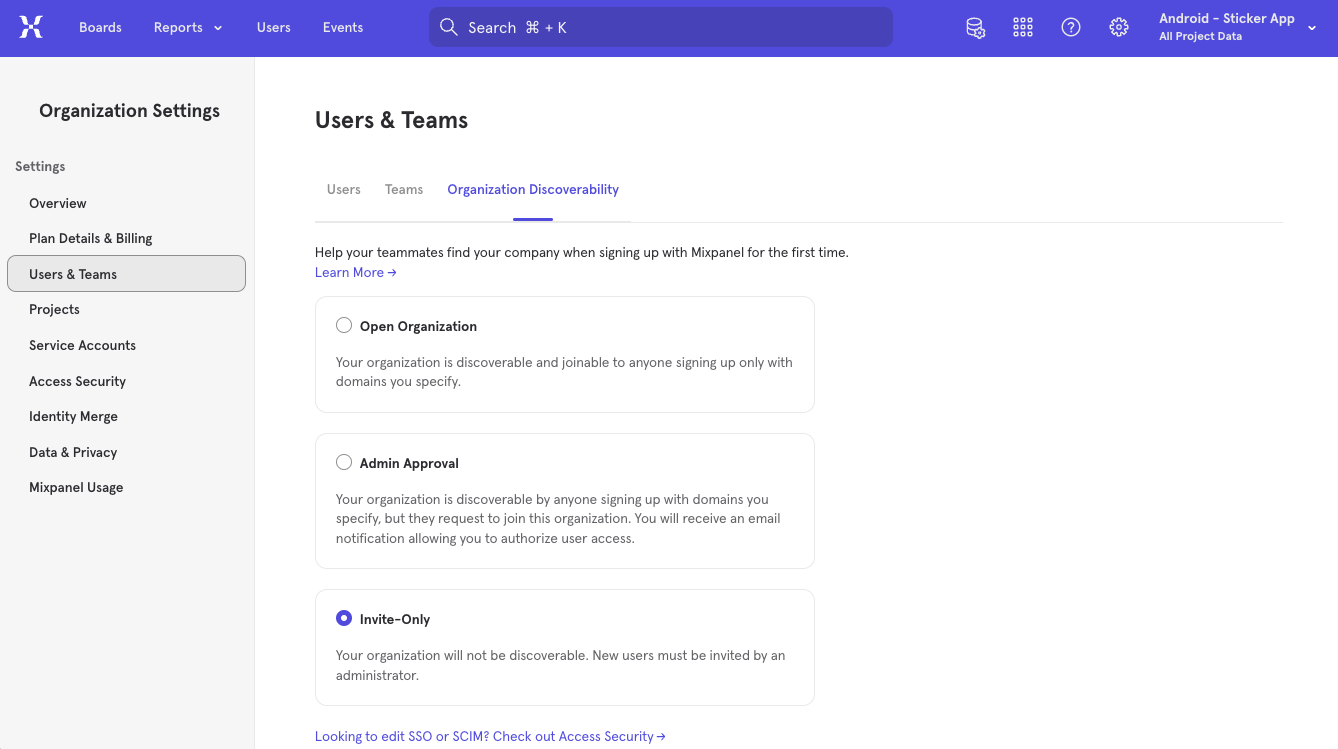 Boards Reports Users Events Search ⌘ + K Android - Sticker App
All Project Data
Organization Settings
Settings
Overview
Plan Details & Billing
Users & Teams
Projects
Service Accounts
Access Security
Identity Merge
Data & Privacy
Mixpanel Usage
Users & Teams
Users Teams Organization Discoverability
Help your teammates find your company when signing up with Mixpanel for the first time.
Learn More →
Open Organization
Your organization is discoverable and joinable to anyone signing up only with
domains you specify.
Admin Approval
Your organization is discoverable by anyone signing up with domains you
specify, but they request to join this organization. You will receive an email
notification allowing you to authorize user access.
Invite-Only
Your organization will not be discoverable. New users must be invited by an
administrator.
Looking to edit SSO or SCIM? Check out Access Security →